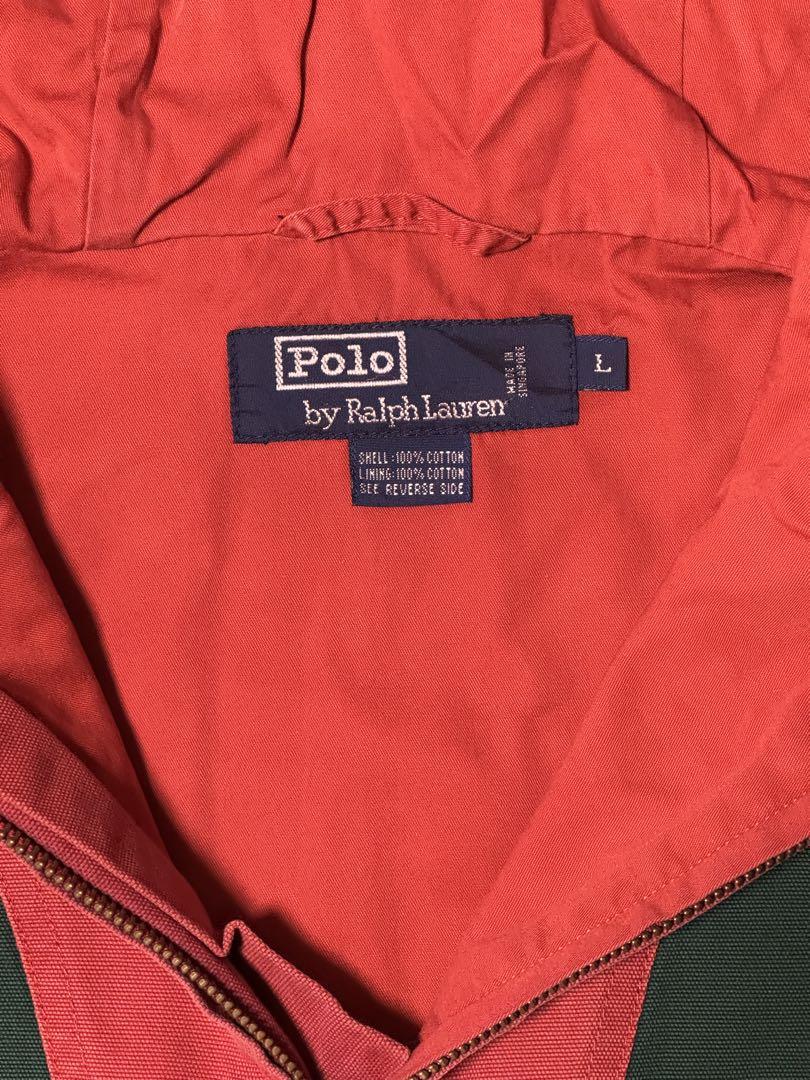 Polo
by Ralph Lauren
MADE IN
SINGAPORE
L
SHELL:100% COTTON
LINING:100% COTTON
SEE REVERSE SIDE